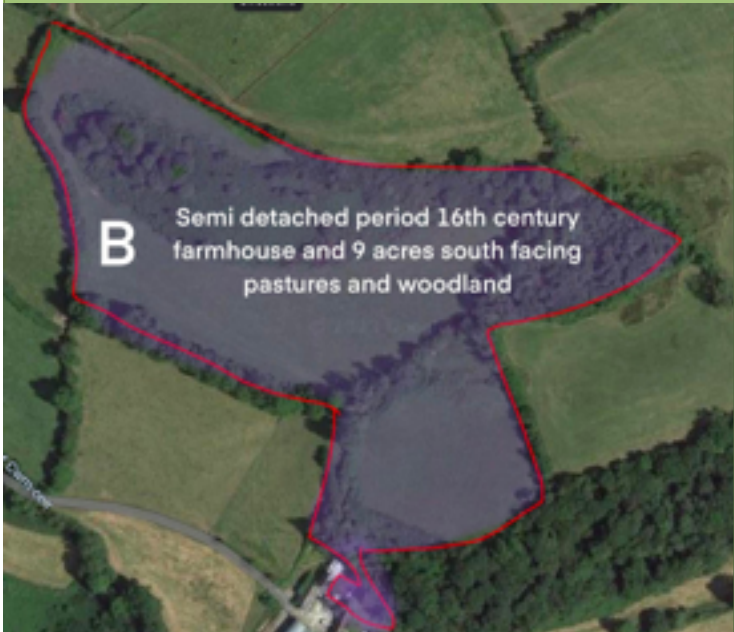 B
Semi detached period 16th century
farmhouse and 9 acres south facing
pastures and woodland